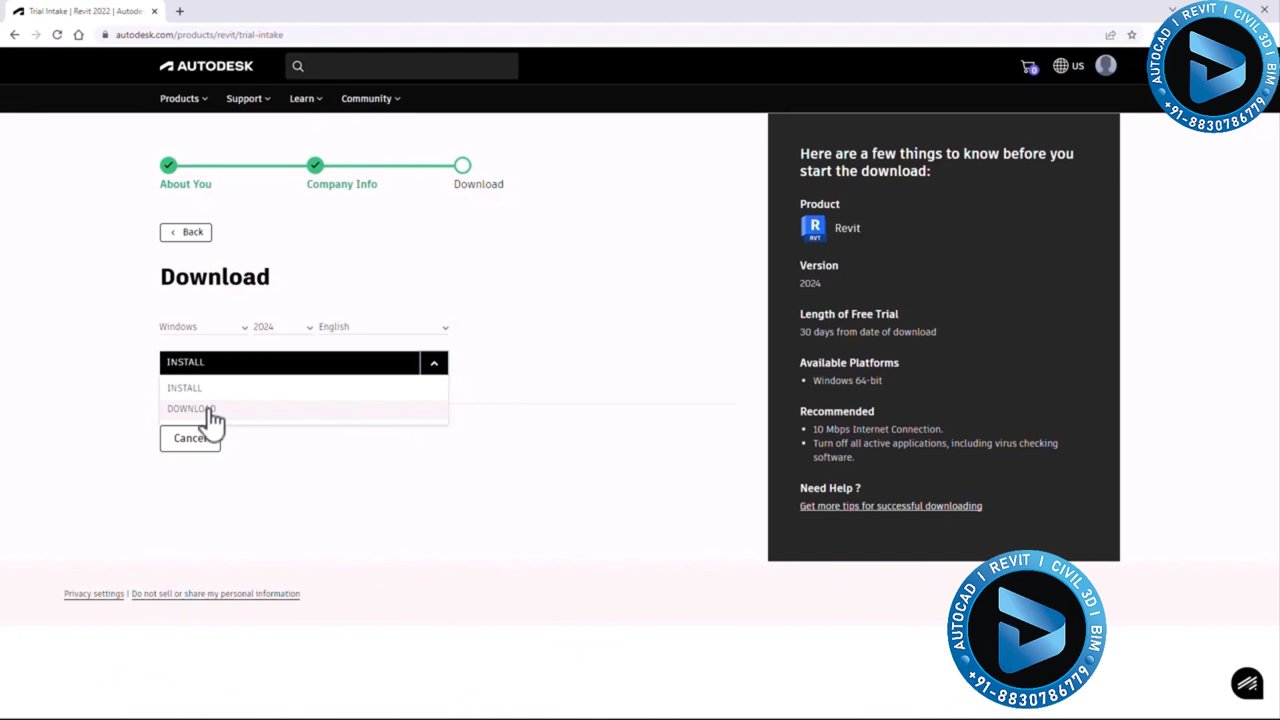 Trial Intake | Revit 2022 | Autode
autodesk.com/products/revit/trial-intake
AUTODESK
0
US
Products
Support
Learn
Community
AUTOCAD I REVIT I CIVIL 3D I BIM
+91-8830786779
About You
Company Info
Download
Back
Download
Windows
2024
English
INSTALL
INSTALL
DOWNLOAD
Cancel
Here are a few things to know before you
start the download:
Product
R
RVT
Revit
Version
2024
Length of Free Trial
30 days from date of download
Available Platforms
• Windows 64-bit
Recommended
• 10 Mbps Internet Connection.
• Turn off all active applications, including virus checking
software.
Need Help ?
Get more tips for successful downloading
Privacy settings | Do not sell or share my personal information
AUTOCAD I REVIT I CIVIL 3D I BIM
+91-8830786779